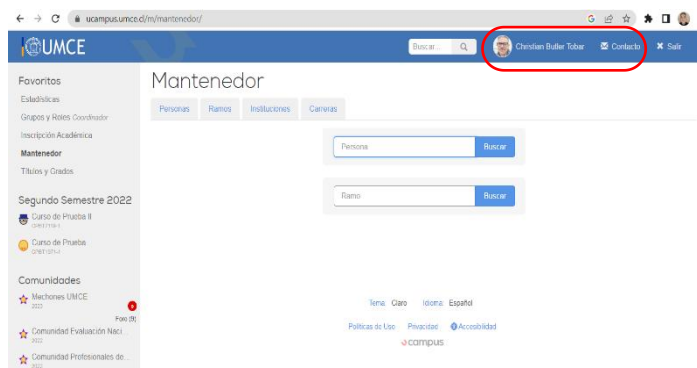 ucampus.umce.cl/m/mantenedor/
UMCE
Buscar...
Christian Butler Tobar
Contacto
Salir
Favoritos
Estadísticas
Grupos y Roles Coordinador
Inscripción Académica
Mantenedor
Títulos y Grados
Segundo Semestre 2022
Curso de Prueba II
Curso de Prueba
Comunidades
Mechones UMCE
2022
Foro (9)
Comunidad Evaluación Naci...
2022
Comunidad Profesionales de...
2022
Mantenedor
Personas Ramos Instituciones Carreras
Persona Buscar
Ramo Buscar
Tema: Claro Idioma: Español
Políticas de Uso Privacidad Accesibilidad
ucampus